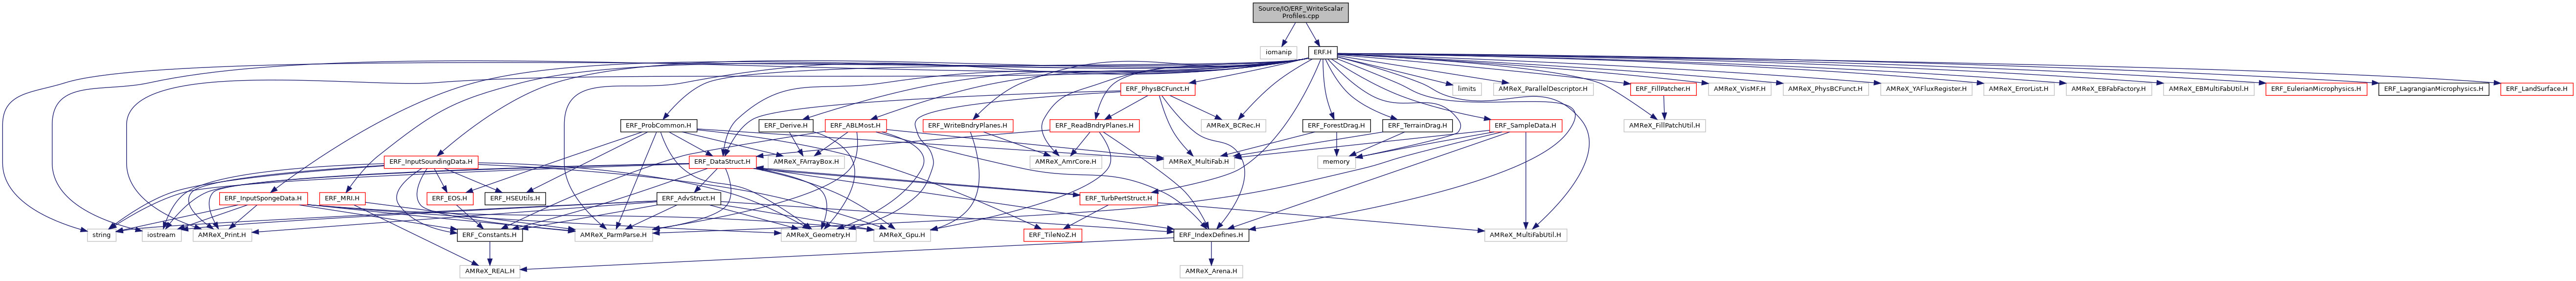 Source/IO/ERF_WriteScalar
Profiles.cpp
iomanip
ERF.H
ERF_PhysBCFunct.H
limits
AMReX_ParallelDescriptor.H
ERF_FillPatcher.H
AMReX_VisMF.H
AMReX_PhysBCFunct.H
AMReX_YAFluxRegister.H
AMReX_ErrorList.H
AMReX_EBFabFactory.H
AMReX_EBMultiFabUtil.H
ERF_EulerianMicrophysics.H
ERF_LagrangianMicrophysics.H
ERF_LandSurface.H
ERF_ProbCommon.H
ERF_Derive.H
ERF_ABLMost.H
ERF_WriteBndryPlanes.H
ERF_ReadBndryPlanes.H
AMReX_BCRec.H
ERF_ForestDrag.H
ERF_TerrainDrag.H
ERF_SampleData.H
AMReX_FillPatchUtil.H
ERF_InputSoundingData.H
ERF_DataStruct.H
AMReX_FArrayBox.H
AMReX_AmrCore.H
AMReX_MultiFab.H
memory
ERF_InputSpongeData.H
ERF_MRI.H
ERF_EOS.H
ERF_HSEUtils.H
ERF_AdvStruct.H
ERF_TurbPertStruct.H
string
iostream
AMReX_Print.H
ERF_Constants.H
AMReX_ParmParse.H
AMReX_Geometry.H
AMReX_Gpu.H
ERF_TileNoZ.H
ERF_IndexDefines.H
AMReX_MultiFabUtil.H
AMReX_REAL.H
AMReX_Arena.H